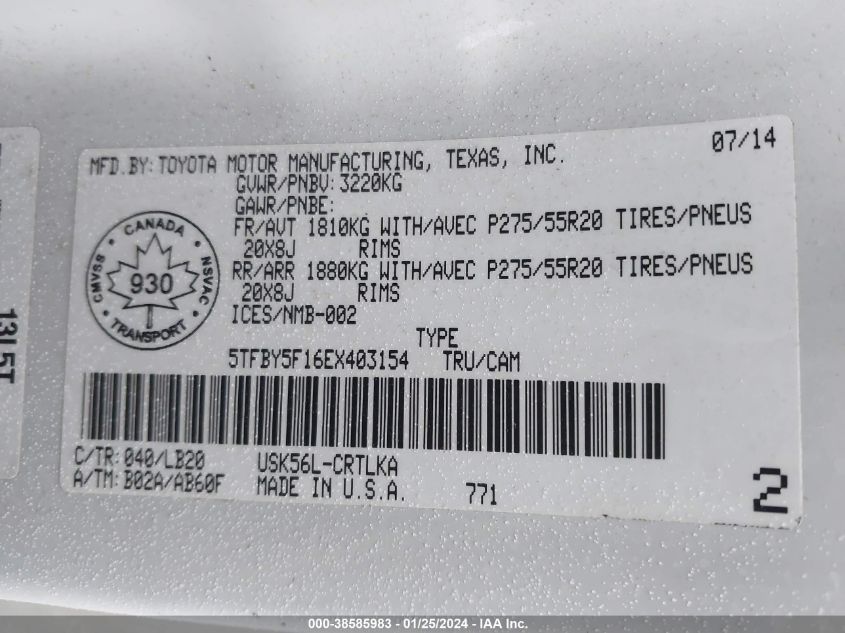 MFD.BY:TOYOTA MOTOR MANUFACTURING, TEXAS, INC. 07/14
GVWR/PNBV:3220KG
GAWR/PNBE:
FR/AVT 1810KG WITH/AVEC P275/55R20 TIRES/PNEUS
20X8J RIMS
RR/ARR 1880KG WITH/AVEC P275/55R20 TIRES/PNEUS
20X8J RIMS
ICES/NMB-002
CANADA
CMVSS
NSVAC
930
TRANSPORT
TYPE
5TFBY5F16EX403154 TRU/CAM
C/TR:040/LB20 USK56L-CRTLKA
A/TM:B02A/AB60F MADE IN U.S.A. 771
2
000-38585983 / 01/25/2024 - IAA Inc.